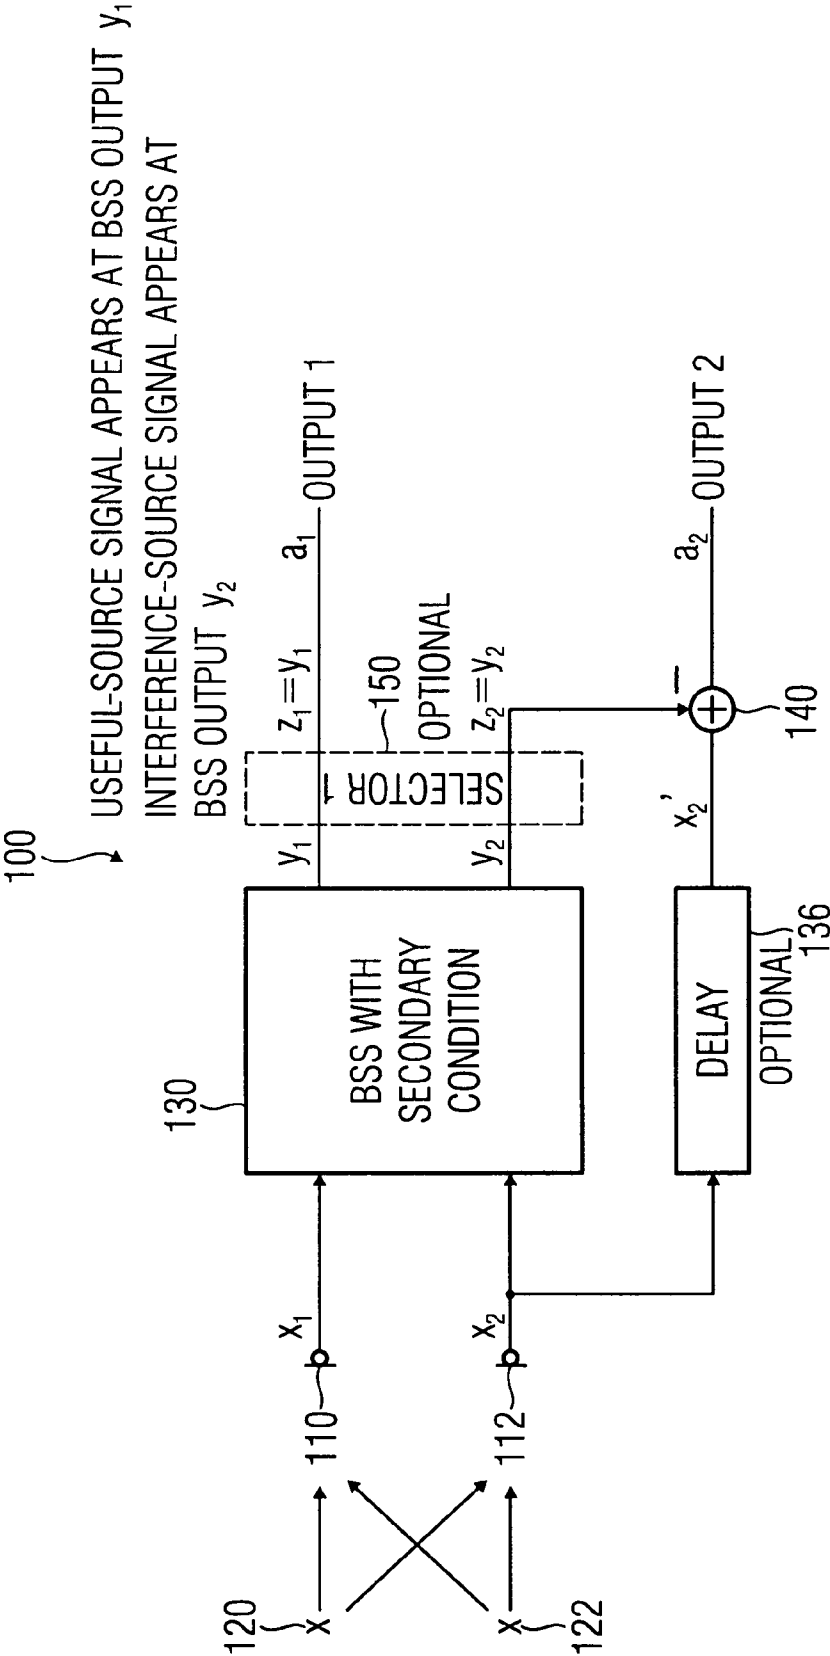 100
USEFUL-SOURCE SIGNAL APPEARS AT BSS OUTPUT y₁
INTERFERENCE-SOURCE SIGNAL APPEARS AT
BSS OUTPUT y₂
120
x
110
x₁
130
BSS WITH
SECONDARY
CONDITION
y₁
z₁=y₁
a₁
OUTPUT 1
SELECTOR 1
150
OPTIONAL
x
122
112
x₂
y₂
z₂=y₂
DELAY
OPTIONAL
136
x₂'
−
+
140
a₂
OUTPUT 2